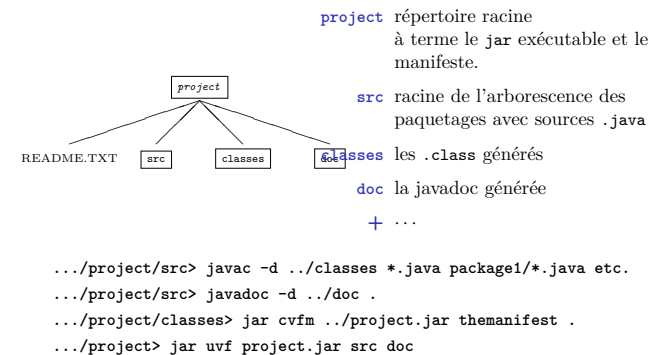 project répertoire racine
à terme le jar exécutable et le
manifeste.
project
src racine de l'arborescence des
paquetages avec sources .java
README.TXT src classes doc
classes les .class générés
doc la javadoc générée
+ ...
.../project/src> javac -d ../classes *.java package1/*.java etc.
.../project/src> javadoc -d ../doc .
.../project/classes> jar cvfm ../project.jar themanifest .
.../project> jar uvf project.jar src doc